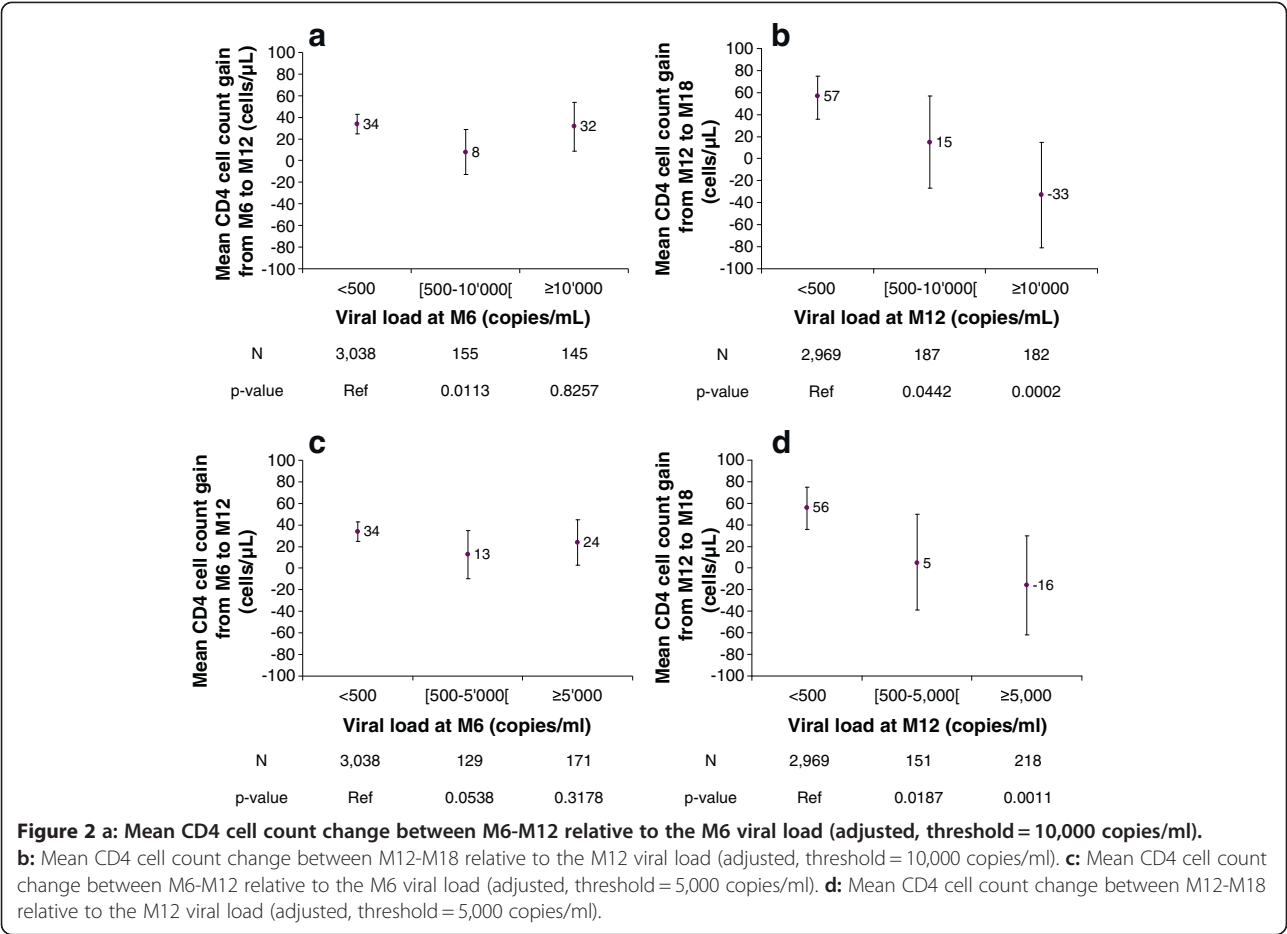 a
Mean CD4 cell count gain
from M6 to M12 (cells/µL)
100
80
60
40
20
0
-20
-40
-60
-80
-100
34
8
32
<500 [500-10'000[ ≥10'000
Viral load at M6 (copies/mL)
N 3,038 155 145
p-value Ref 0.0113 0.8257
b
Mean CD4 cell count gain
from M12 to M18
(cells/µL)
100
80
60
40
20
0
-20
-40
-60
-80
-100
57
15
-33
<500 [500-10'000[ ≥10'000
Viral load at M12 (copies/mL)
N 2,969 187 182
p-value Ref 0.0442 0.0002
c
Mean CD4 cell count gain
from M6 to M12
(cells/µL)
100
80
60
40
20
0
-20
-40
-60
-80
-100
34
13
24
<500 [500-5'000[ ≥5'000
Viral load at M6 (copies/ml)
N 3,038 129 171
p-value Ref 0.0538 0.3178
d
Mean CD4 cell count gain
from M12 to M18
(cells/µL)
100
80
60
40
20
0
-20
-40
-60
-80
-100
56
5
-16
<500 [500-5,000[ ≥5,000
Viral load at M12 (copies/ml)
N 2,969 151 218
p-value Ref 0.0187 0.0011
Figure 2 a: Mean CD4 cell count change between M6-M12 relative to the M6 viral load (adjusted, threshold = 10,000 copies/ml).
b: Mean CD4 cell count change between M12-M18 relative to the M12 viral load (adjusted, threshold = 10,000 copies/ml). c: Mean CD4 cell count
change between M6-M12 relative to the M6 viral load (adjusted, threshold = 5,000 copies/ml). d: Mean CD4 cell count change between M12-M18
relative to the M12 viral load (adjusted, threshold = 5,000 copies/ml).